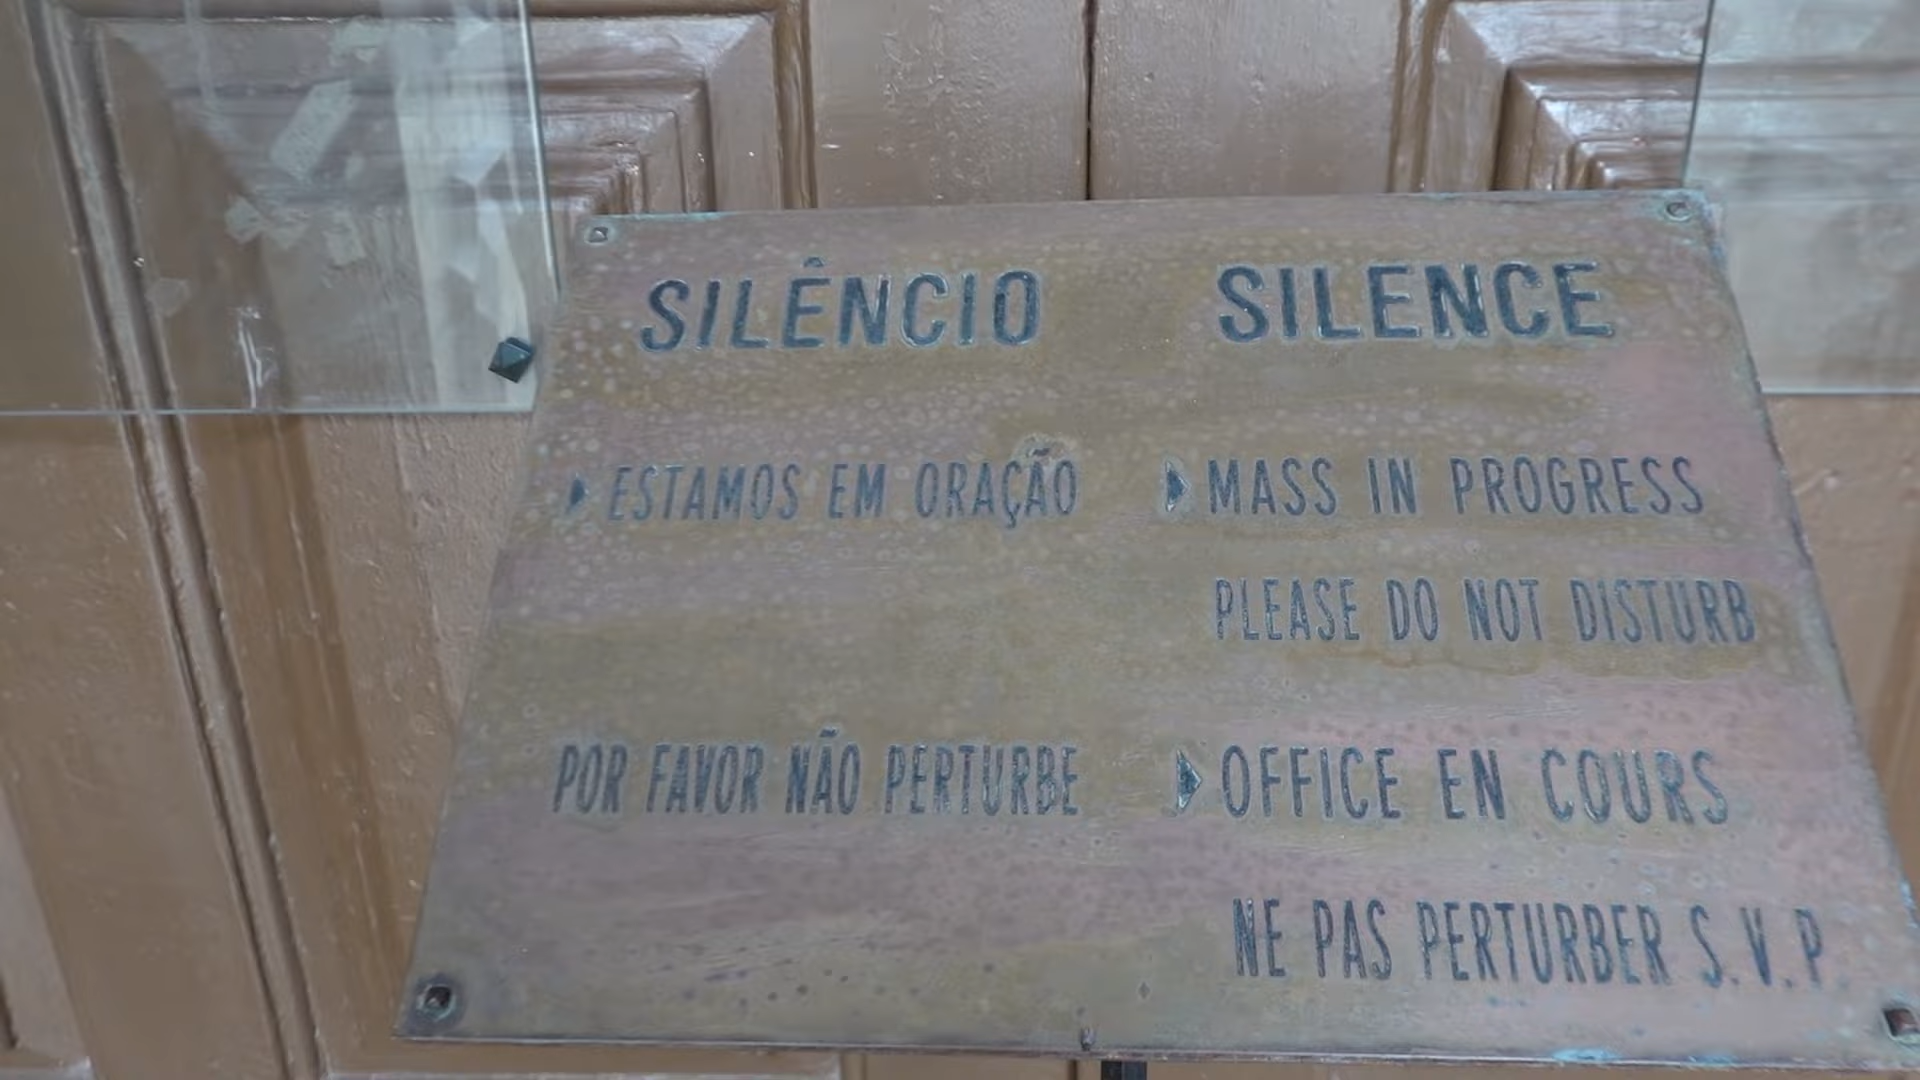 SILÊNCIO
ESTAMOS EM ORAÇÃO
POR FAVOR NÃO PERTURBE
SILENCE
MASS IN PROGRESS
PLEASE DO NOT DISTURB
OFFICE EN COURS
NE PAS PERTURBER S.V.P.